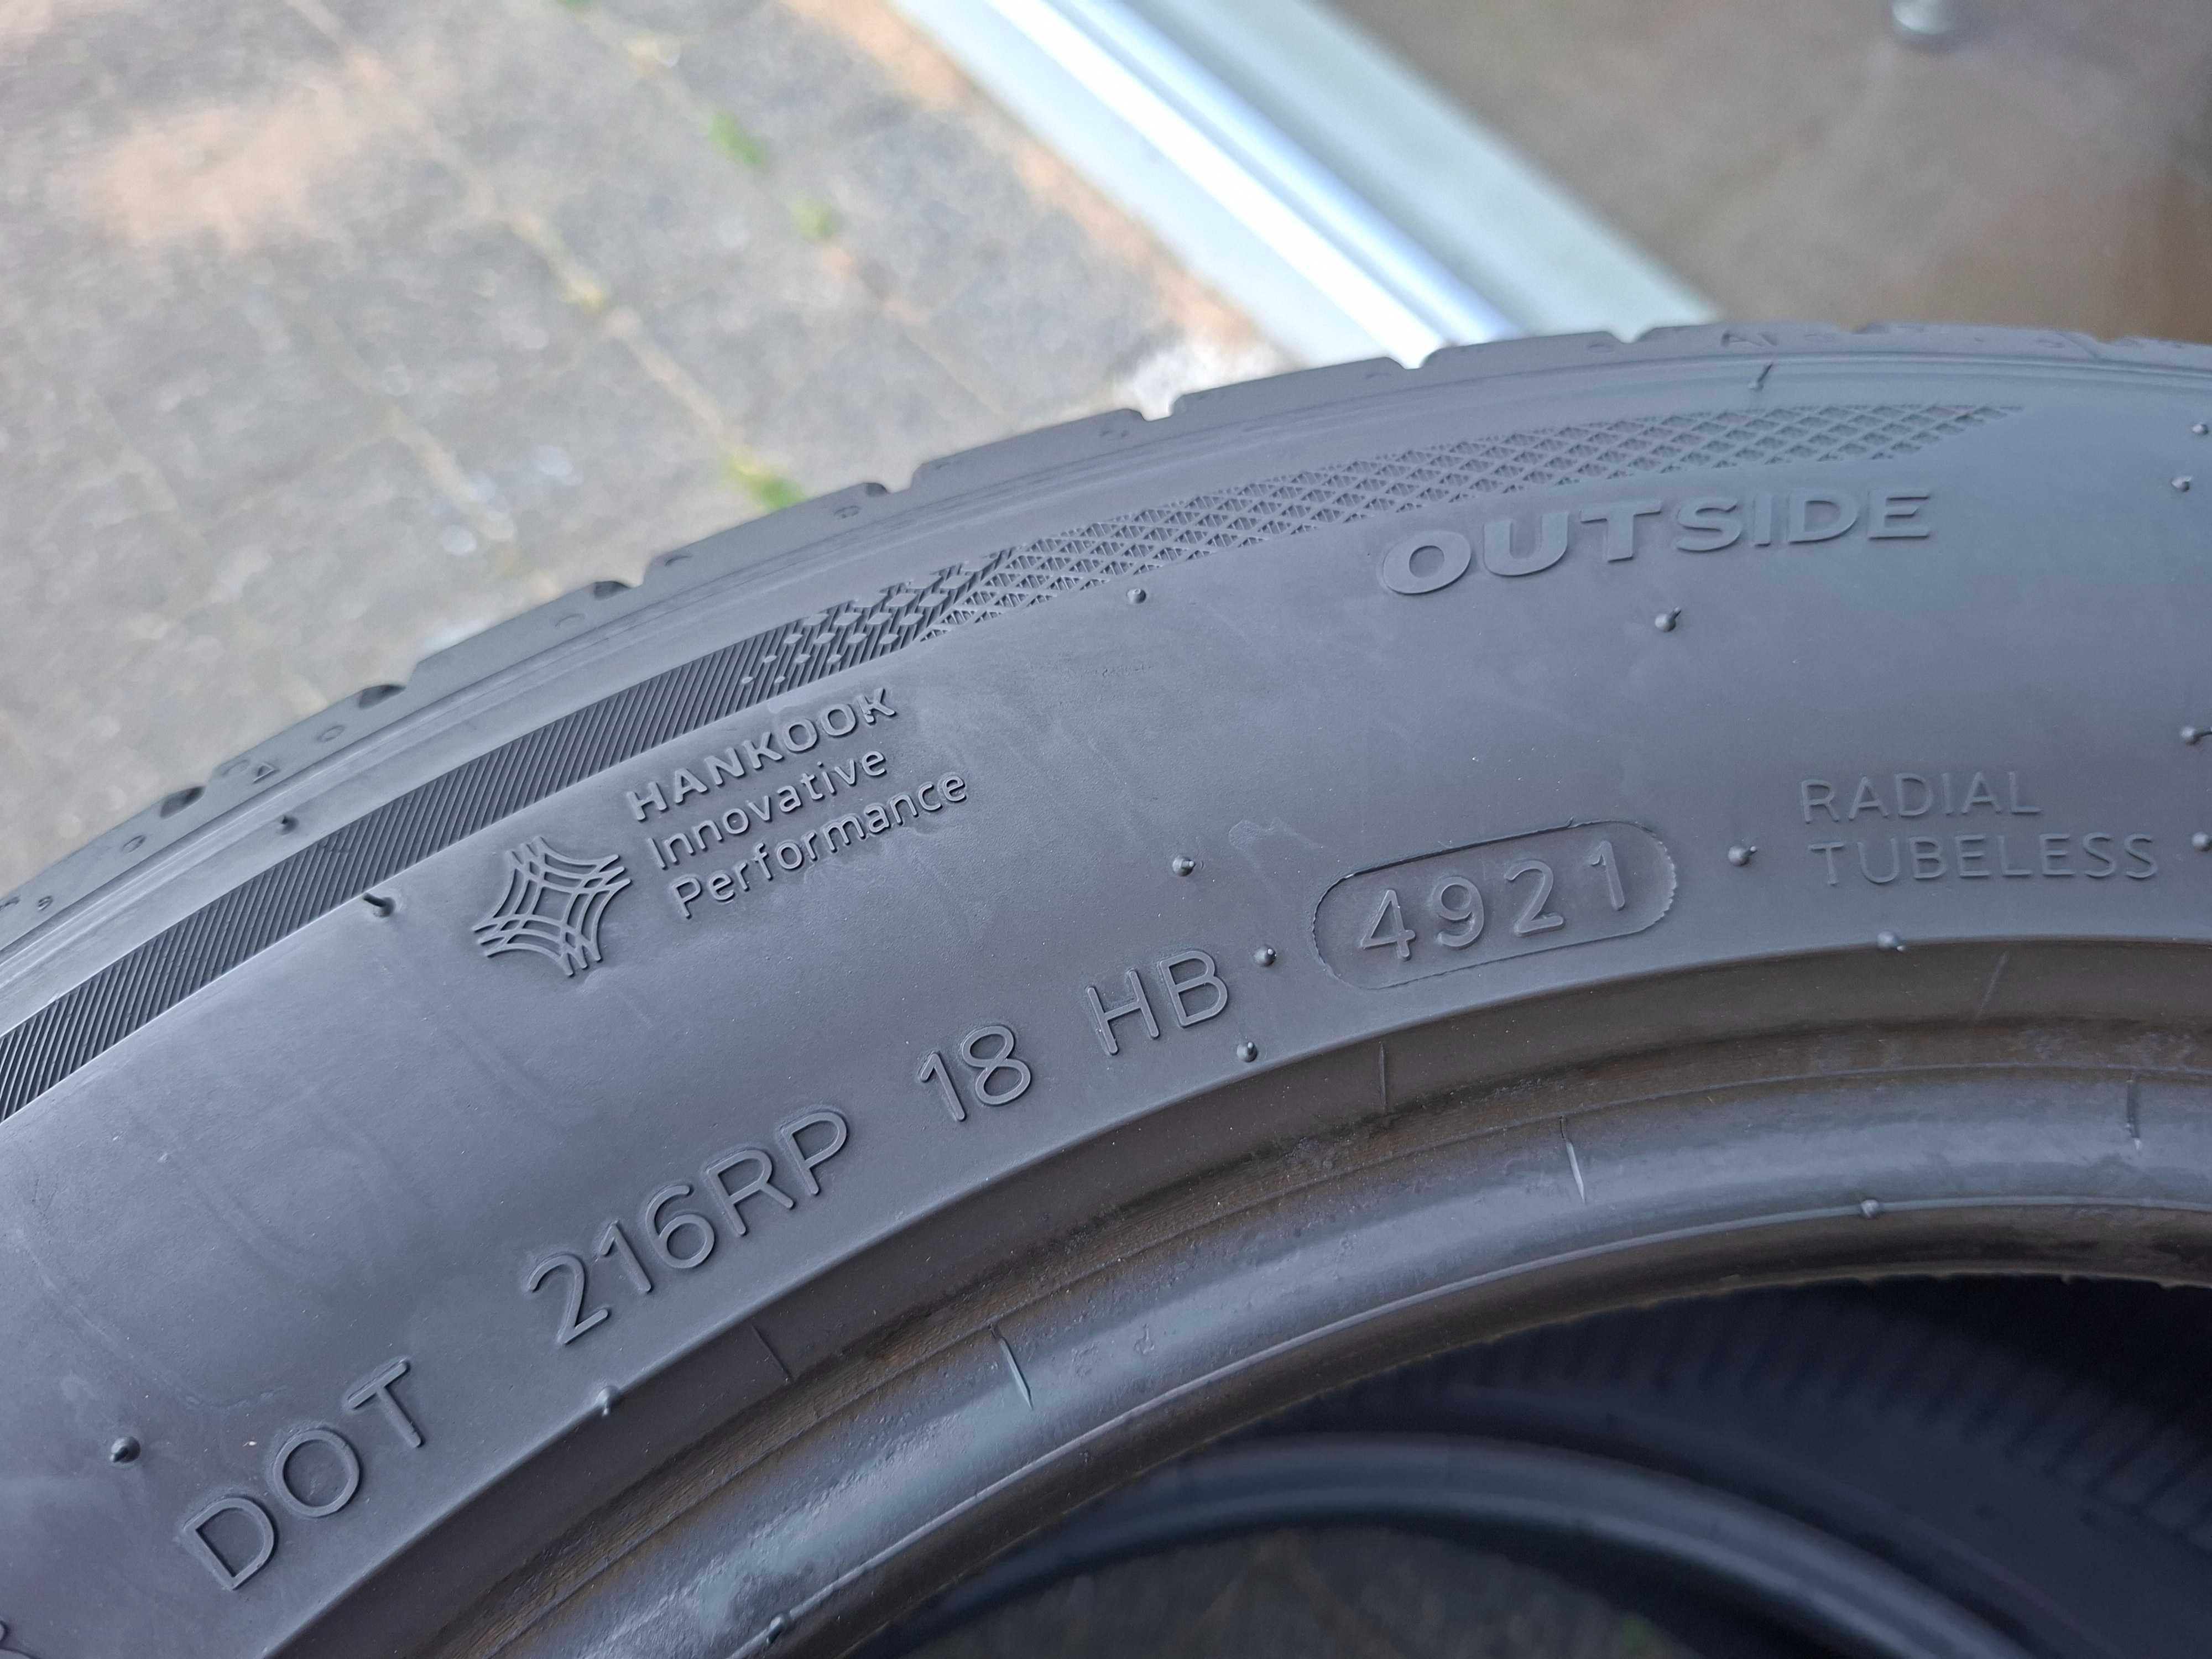 OUTSIDE
HANKOOK
Innovative
Performance
RADIAL
TUBELESS
DOT 216RP 18 HB 4921